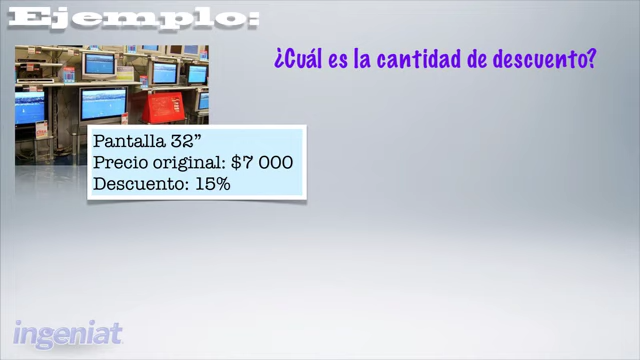 Ejemplo:
¿Cuál es la cantidad de descuento?
Pantalla 32”
Precio original: $7 000
Descuento: 15%
ingeniat